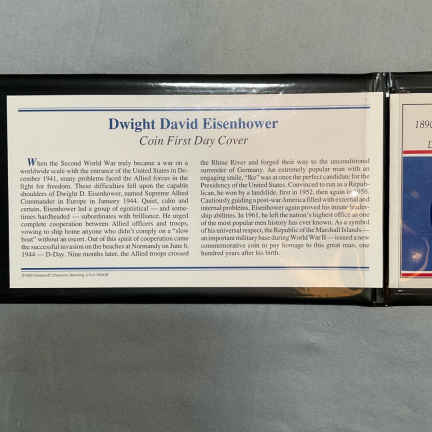 Dwight David Eisenhower
Coin First Day Cover
When the Second World War truly became a war on a
worldwide scale with the entrance of the United States in De-
cember 1941, many problems faced the Allied forces in the
fight for freedom. These difficulties fell upon the capable
shoulders of Dwight D. Eisenhower, named Supreme Allied
Commander in Europe in January 1944. Quiet, calm and
certain, Eisenhower led a group of egotistical — and some-
times hardheaded — subordinates with brilliance. He urged
complete cooperation between Allied officers and troops,
vowing to ship home anyone who didn't comply on a "slow
boat" without an escort. Out of this spirit of cooperation came
the successful invasion on the beaches at Normandy on June 6,
1944 — D-Day. Nine months later, the Allied troops crossed
the Rhine River and forged their way to the unconditional
surrender of Germany. An extremely popular man with an
engaging smile, "Ike" was at once the perfect candidate for the
Presidency of the United States. Convinced to run as a Repub-
lican, he won by a landslide, first in 1952, then again in 1956.
Cautiously guiding a post-war America filled with external and
internal problems, Eisenhower again proved his innate leader-
ship abilities. In 1961, he left the nation's highest office as one
of the most popular men history has ever known. As a symbol
of his universal respect, the Republic of the Marshall Islands —
an important military base during World War II — issued a new
commemorative coin to pay homage to this great man, one
hundred years after his birth.
1890